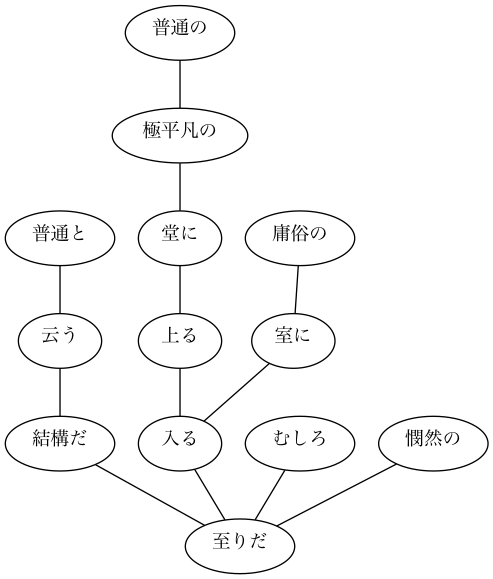 普通の
極平凡の
普通と
堂に
庸俗の
云う
上る
室に
結構だ
入る
むしろ
憫然の
至りだ